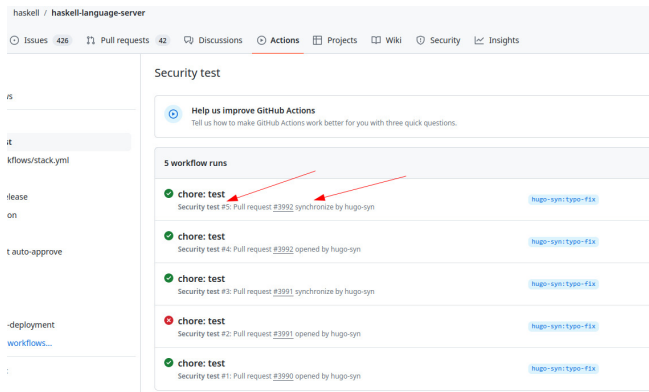 haskell / haskell-language-server
Issues 426 Pull requests 42 Discussions Actions Projects Wiki Security Insights
Security test
Help us improve GitHub Actions
Tell us how to make GitHub Actions work better for you with three quick questions.
kflows/stack.yml
5 workflow runs
elease
on
t auto-approve
-deployment
workflows...
chore: test
Security test #5: Pull request #3992 synchronize by hugo-syn
hugo-syn:typo-fix
chore: test
Security test #4: Pull request #3992 opened by hugo-syn
hugo-syn:typo-fix
chore: test
Security test #3: Pull request #3991 synchronize by hugo-syn
hugo-syn:typo-fix
chore: test
Security test #2: Pull request #3991 opened by hugo-syn
hugo-syn:typo-fix
chore: test
Security test #1: Pull request #3990 opened by hugo-syn
hugo-syn:typo-fix